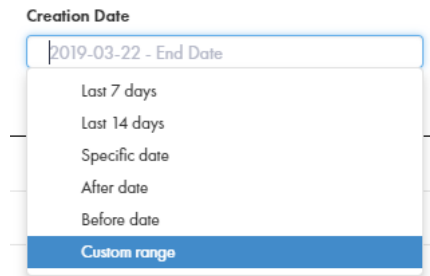 Creation Date
2019-03-22 - End Date
Last 7 days
Last 14 days
Specific date
After date
Before date
Custom range